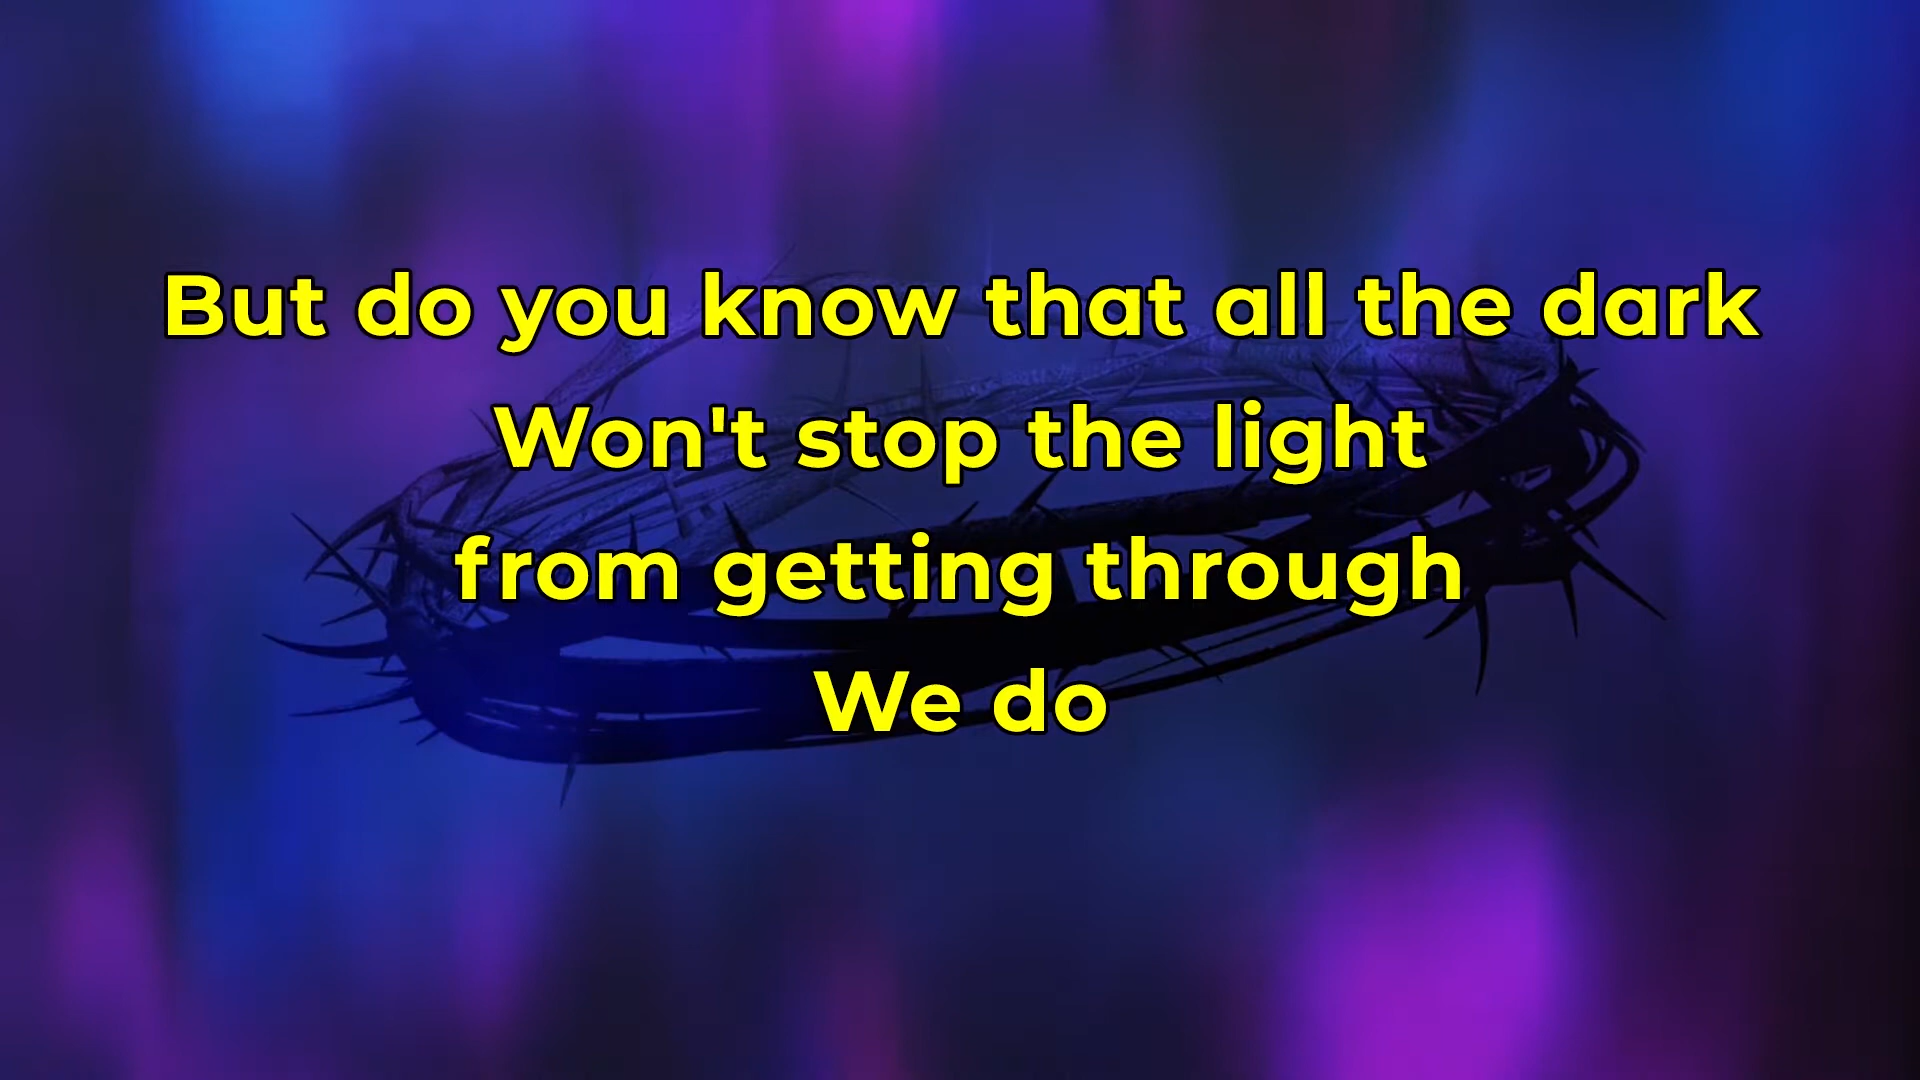 But do you know that all the dark
Won't stop the light
from getting through
We do